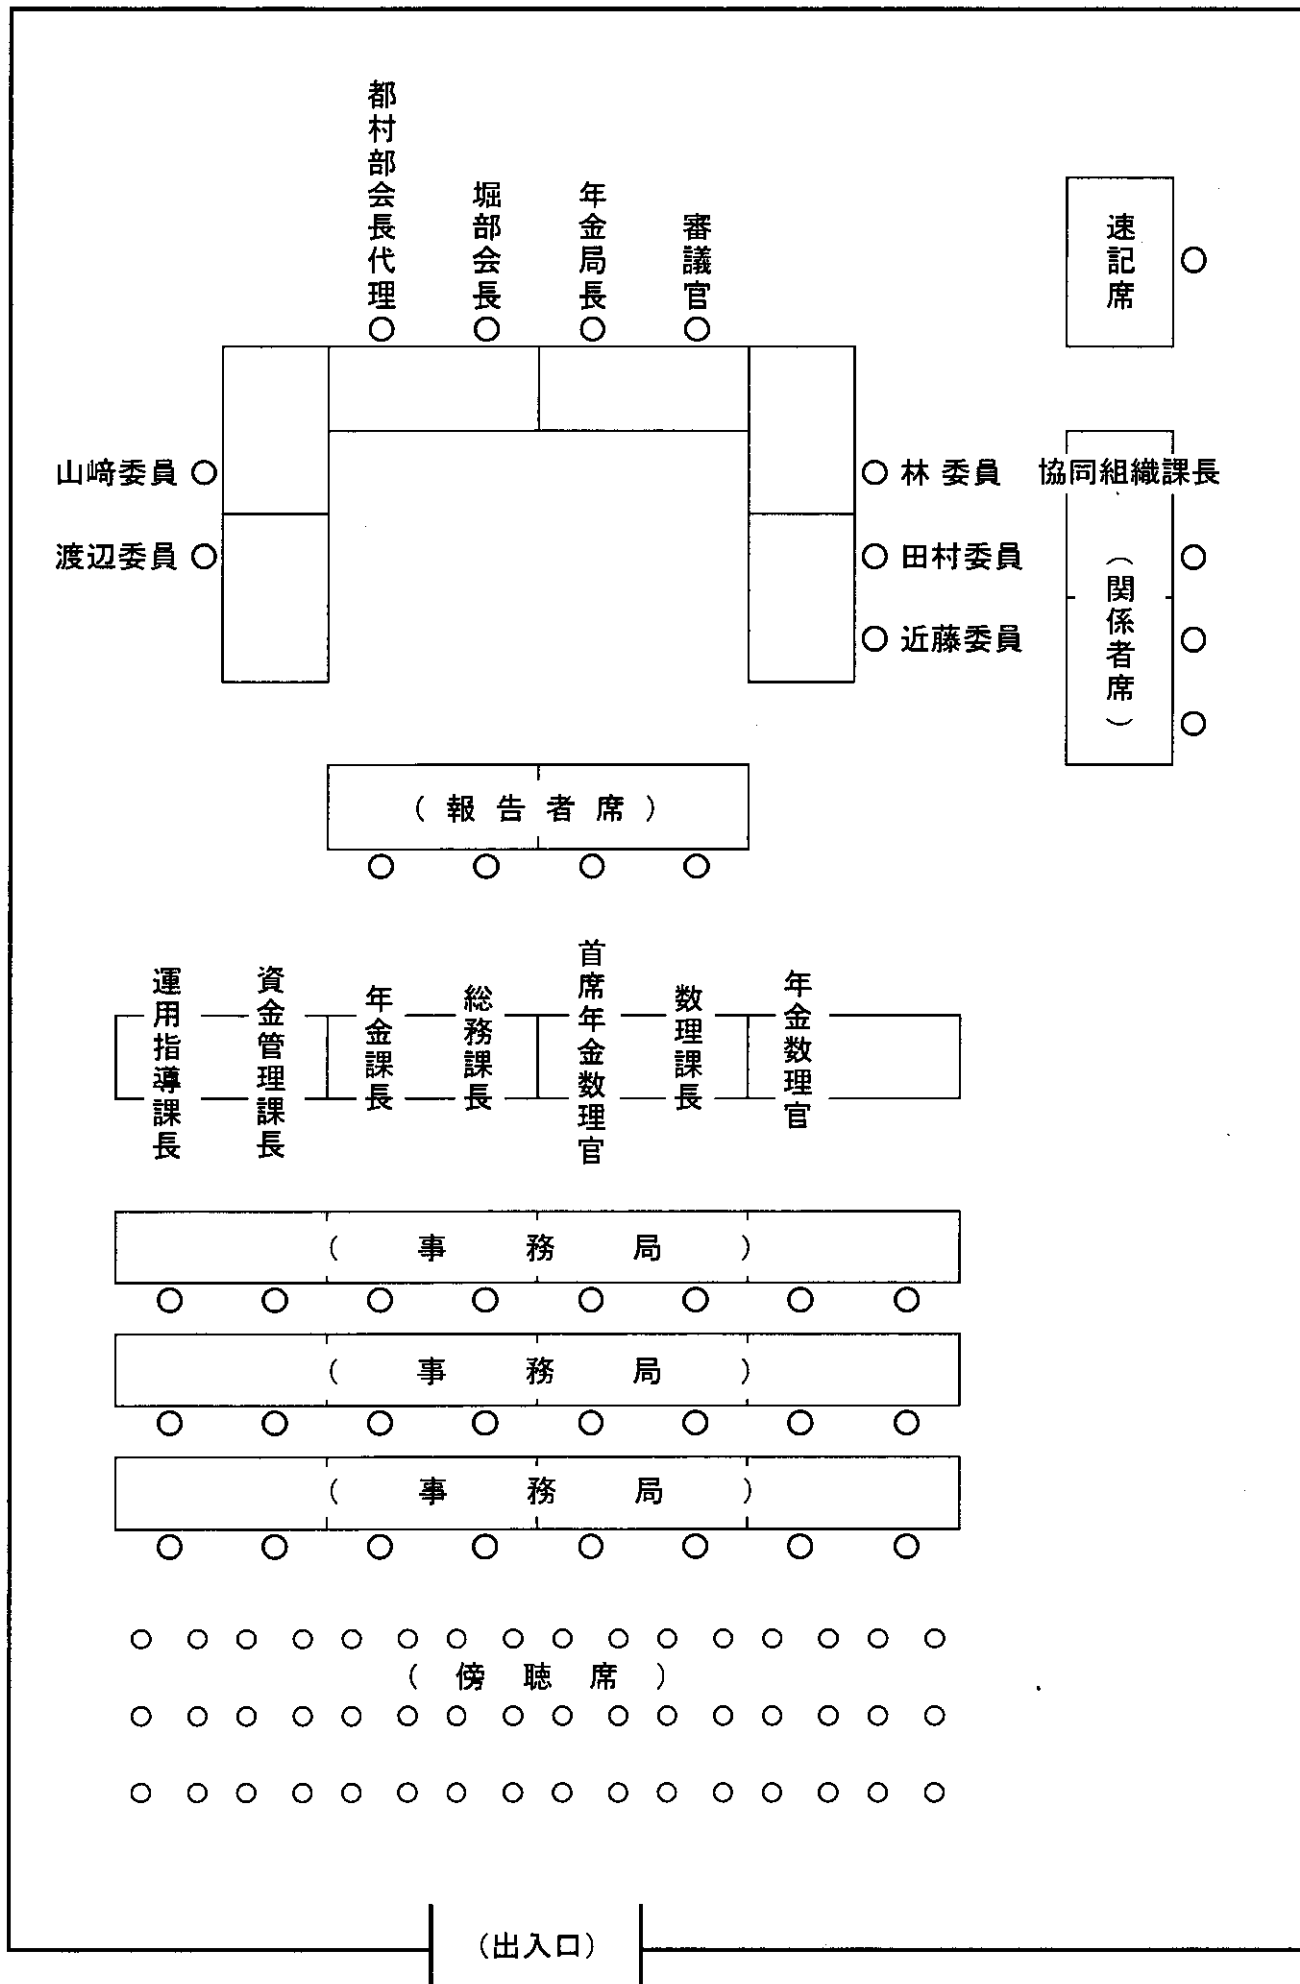 都村部会長代理
堀部会長
年金局長
審議官
速記席
山﨑委員
林 委員
協同組織課長
渡辺委員
田村委員
近藤委員
（関係者席）
（ 報 告 者 席 ）
運用指導課長
資金管理課長
年金課長
総務課長
首席年金数理官
数理課長
年金数理官
（ 事 務 局 ）
（ 事 務 局 ）
（ 事 務 局 ）
（ 傍 聴 席 ）
（出入口）